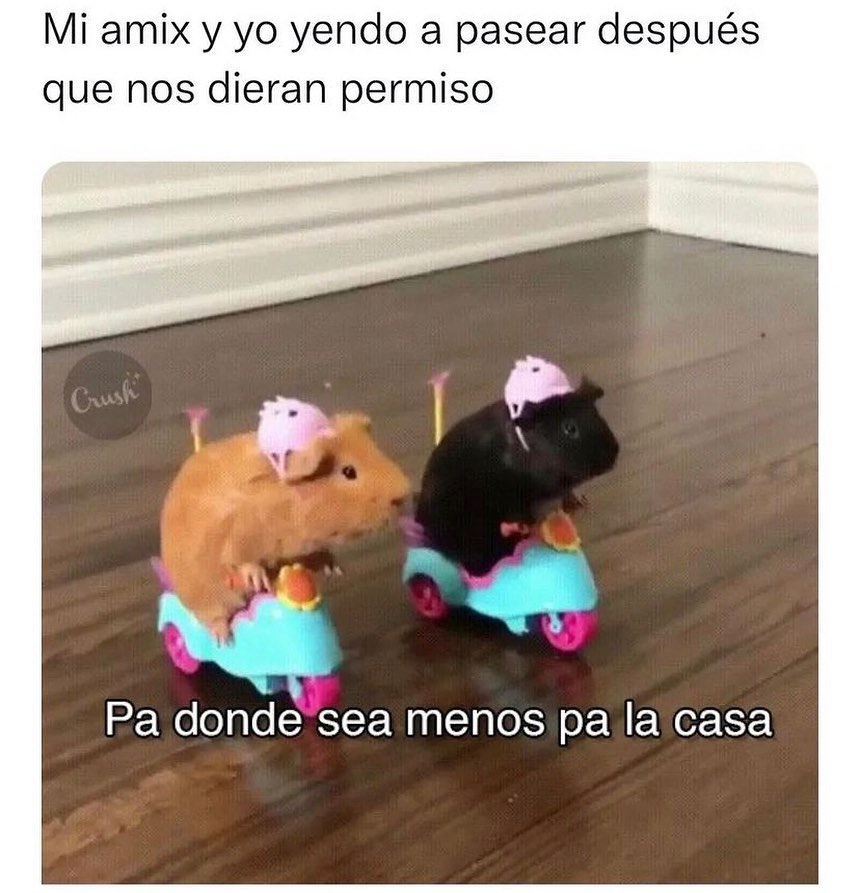 Mi amix y yo yendo a pasear después
que nos dieran permiso
Crush
Pa donde sea menos pa la casa